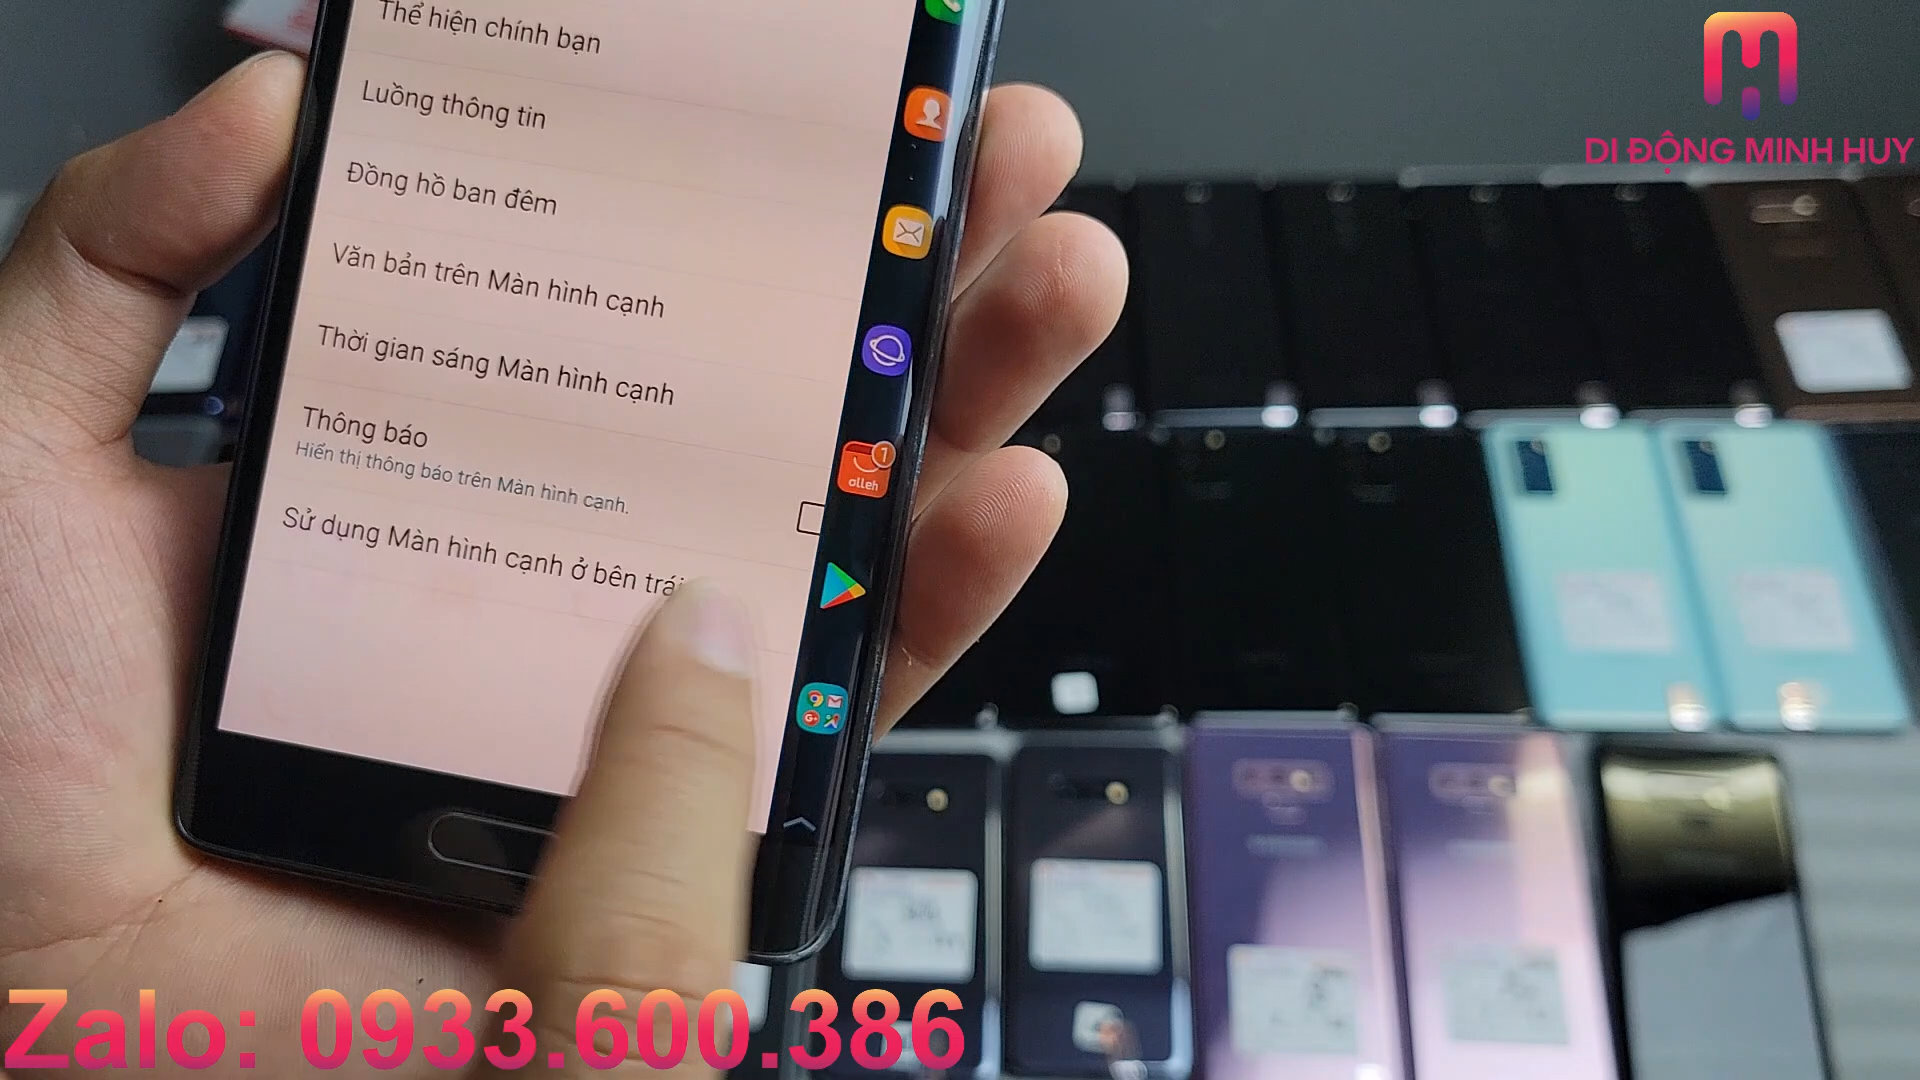 Thể hiện chính bạn
Luồng thông tin
Đồng hồ ban đêm
Văn bản trên Màn hình cạnh
Thời gian sáng Màn hình cạnh
Thông báo
Hiển thị thông báo trên Màn hình cạnh.
Sử dụng Màn hình cạnh ở bên trái
1
olleh
G+
DI ĐỘNG MINH HUY
Zalo: 0933.600.386